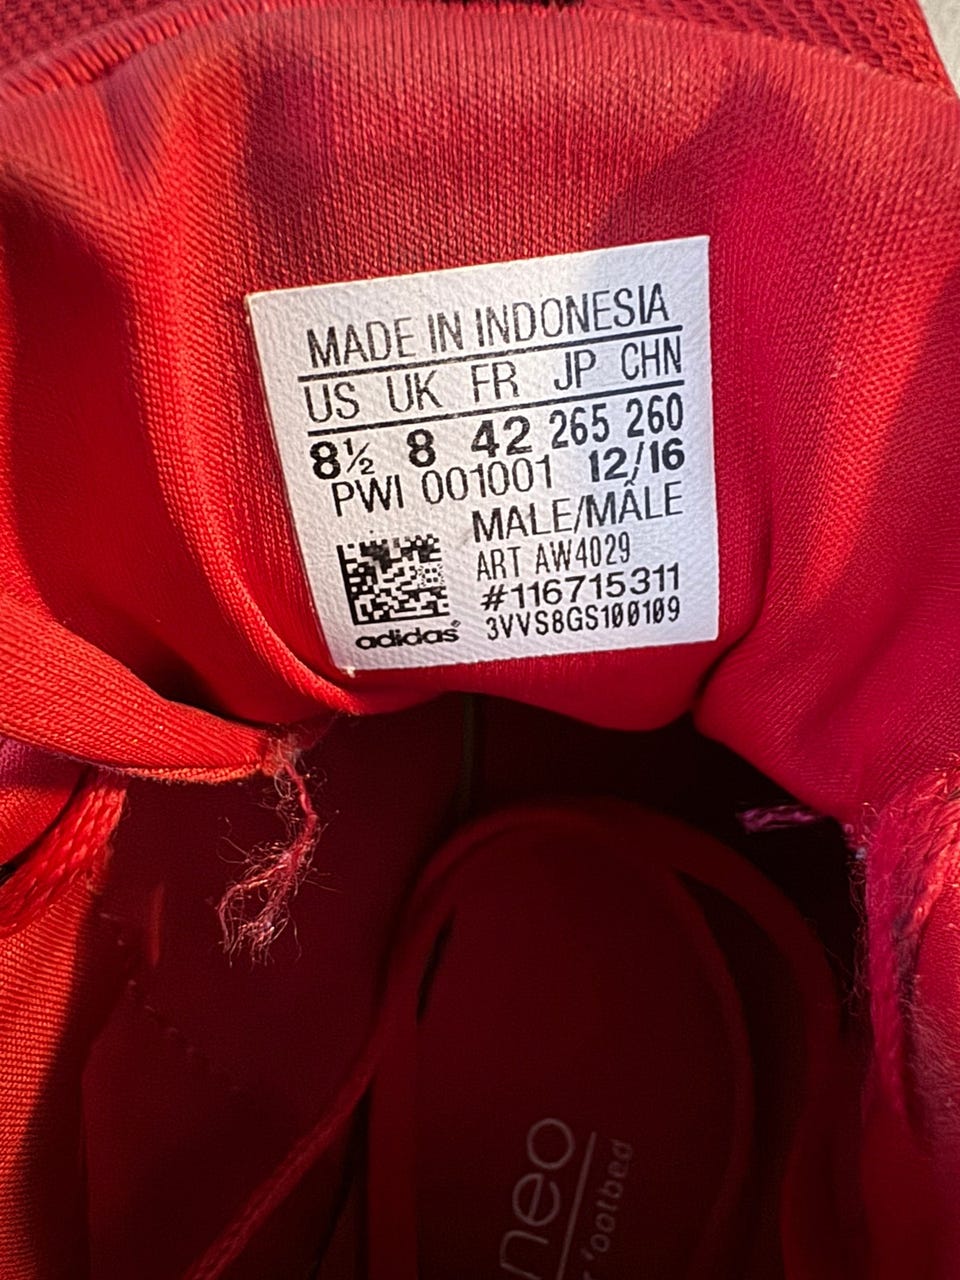 MADE IN INDONESIA
US UK FR JP CHN
8½ 8 42 265 260
PWI 001001 12/16
MALE/MÂLE
ART AW4029
#116715311
adidas® 3VVS8GS100109
neo
footbed